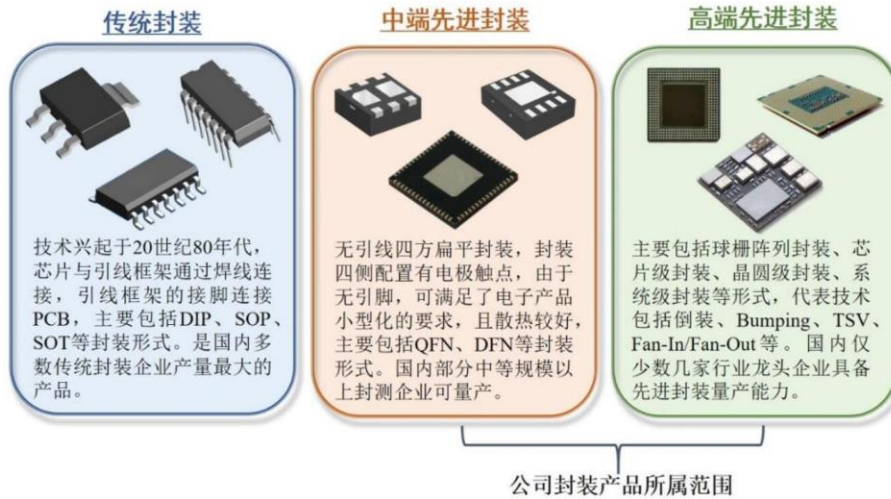 传统封装
中端先进封装
高端先进封装
技术兴起于20世纪80年代，
芯片与引线框架通过焊线连
接，引线框架的接脚连接
PCB，主要包括DIP、SOP、
SOT等封装形式。是国内多
数传统封装企业产量最大的
产品。
无引线四方扁平封装，封装
四侧配置有电极触点，由于
无引脚，可满足了电子产品
小型化的要求，且散热较好，
主要包括QFN、DFN等封装
形式。国内部分中等规模以
上封测企业可量产。
主要包括球栅阵列封装、芯
片级封装、晶圆级封装、系
统级封装等形式，代表技术
包括倒装、Bumping、TSV、
Fan-In/Fan-Out等。国内仅
少数几家行业龙头企业具备
先进封装量产能力。
公司封装产品所属范围